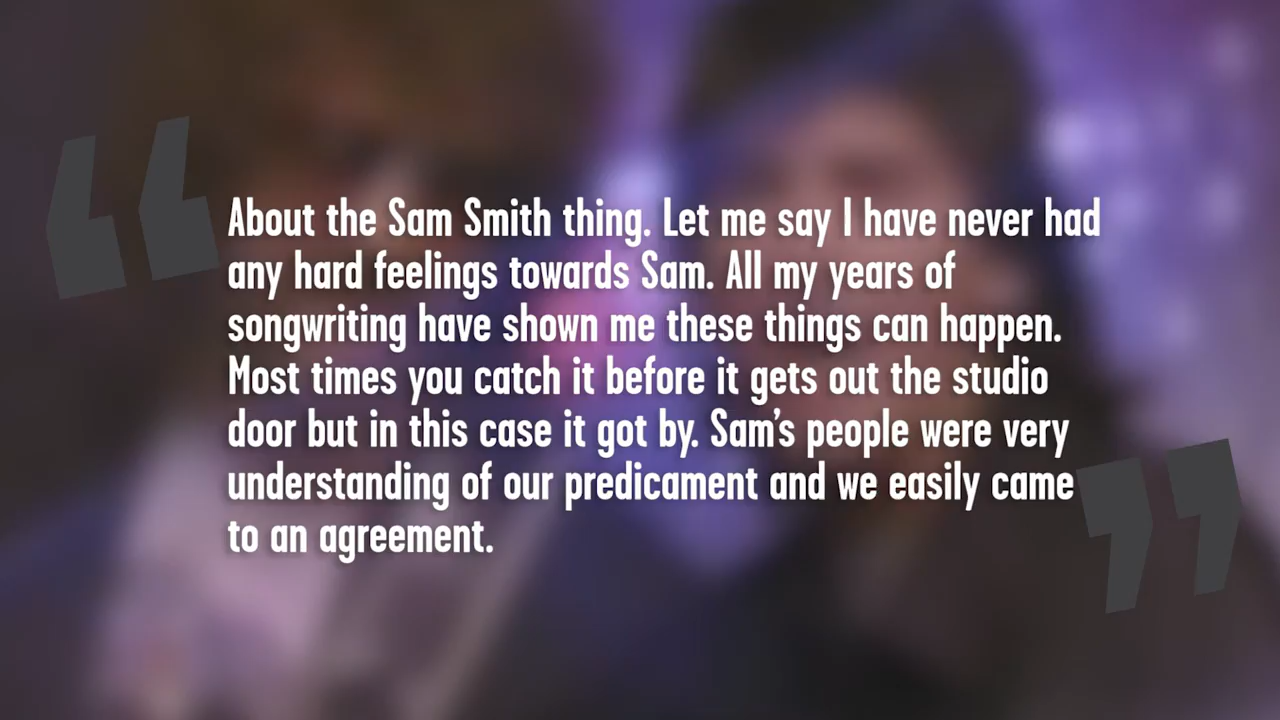 About the Sam Smith thing. Let me say I have never had
any hard feelings towards Sam. All my years of
songwriting have shown me these things can happen.
Most times you catch it before it gets out the studio
door but in this case it got by. Sam’s people were very
understanding of our predicament and we easily came
to an agreement.